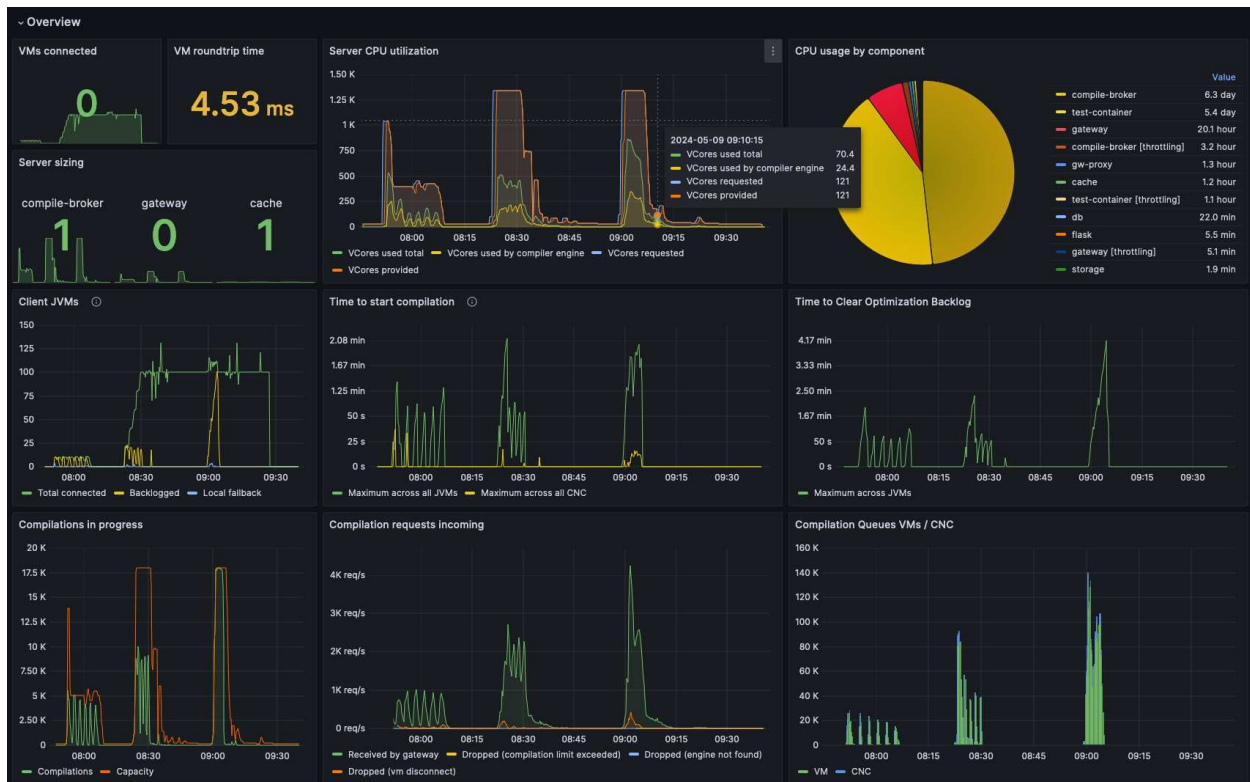 Overview
VMs connected
0
VM roundtrip time
4.53 ms
Server sizing
compile-broker
gateway
cache
1
0
1
Server CPU utilization
1.50 K
1.25 K
1 K
750
500
250
0
08:00
08:15
08:30
08:45
09:00
09:15
09:30
2024-05-09 09:10:15
VCores used total 70.4
VCores used by compiler engine 24.4
VCores requested 121
VCores provided 121
VCores used total
VCores used by compiler engine
VCores requested
VCores provided
CPU usage by component
Value
compile-broker 6.3 day
test-container 5.4 day
gateway 20.1 hour
compile-broker [throttling] 3.2 hour
gw-proxy 1.3 hour
cache 1.2 hour
test-container [throttling] 1.1 hour
db 22.0 min
flask 5.5 min
gateway [throttling] 5.1 min
storage 1.9 min
Client JVMs
150
125
100
75
50
25
0
08:00
08:30
09:00
09:30
Total connected
Backlogged
Local fallback
Time to start compilation
2.08 min
1.67 min
1.25 min
50 s
25 s
0 s
08:00
08:15
08:30
08:45
09:00
09:15
09:30
Maximum across all JVMs
Maximum across all CNC
Time to Clear Optimization Backlog
4.17 min
3.33 min
2.50 min
1.67 min
50 s
0 s
08:00
08:15
08:30
08:45
09:00
09:15
09:30
Maximum across JVMs
Compilations in progress
20 K
17.5 K
15 K
12.5 K
10 K
7.50 K
5 K
2.50 K
0
08:00
08:30
09:00
09:30
Compilations
Capacity
Compilation requests incoming
4K req/s
3K req/s
2K req/s
1K req/s
0 req/s
08:00
08:15
08:30
08:45
09:00
09:15
09:30
Received by gateway
Dropped (compilation limit exceeded)
Dropped (engine not found)
Dropped (vm disconnect)
Compilation Queues VMs / CNC
160 K
140 K
120 K
100 K
80 K
60 K
40 K
20 K
0
08:00
08:15
08:30
08:45
09:00
09:15
09:30
VM
CNC